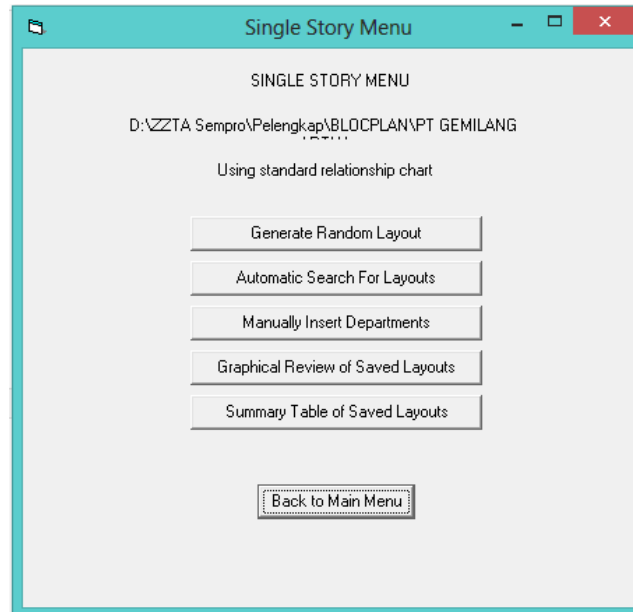 Single Story Menu
SINGLE STORY MENU
D:\ZZTA Sempro\Pelengkap\BLOCPLAN\PT GEMILANG
Using standard relationship chart
Generate Random Layout
Automatic Search For Layouts
Manually Insert Departments
Graphical Review of Saved Layouts
Summary Table of Saved Layouts
Back to Main Menu